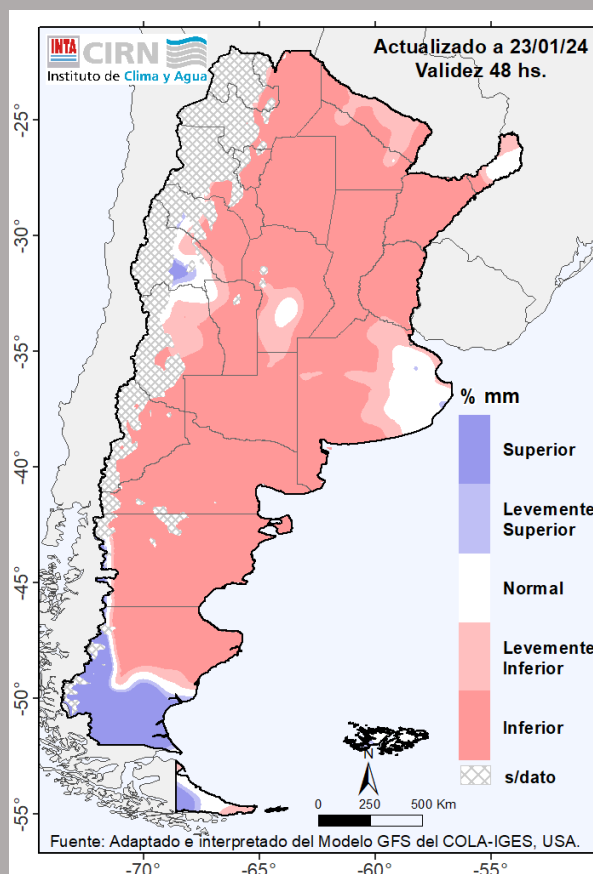 INTA CIRN
Instituto de Clima y Agua
Actualizado a 23/01/24
Validez 48 hs.
-25°
-30°
-35°
-40°
-45°
-50°
-55°
% mm
Superior
Levemente
Superior
Normal
Levemente
Inferior
Inferior
s/dato
N
0 250 500 Km
Fuente: Adaptado e interpretado del Modelo GFS del COLA-IGES, USA.
-70° -65° -60° -55°